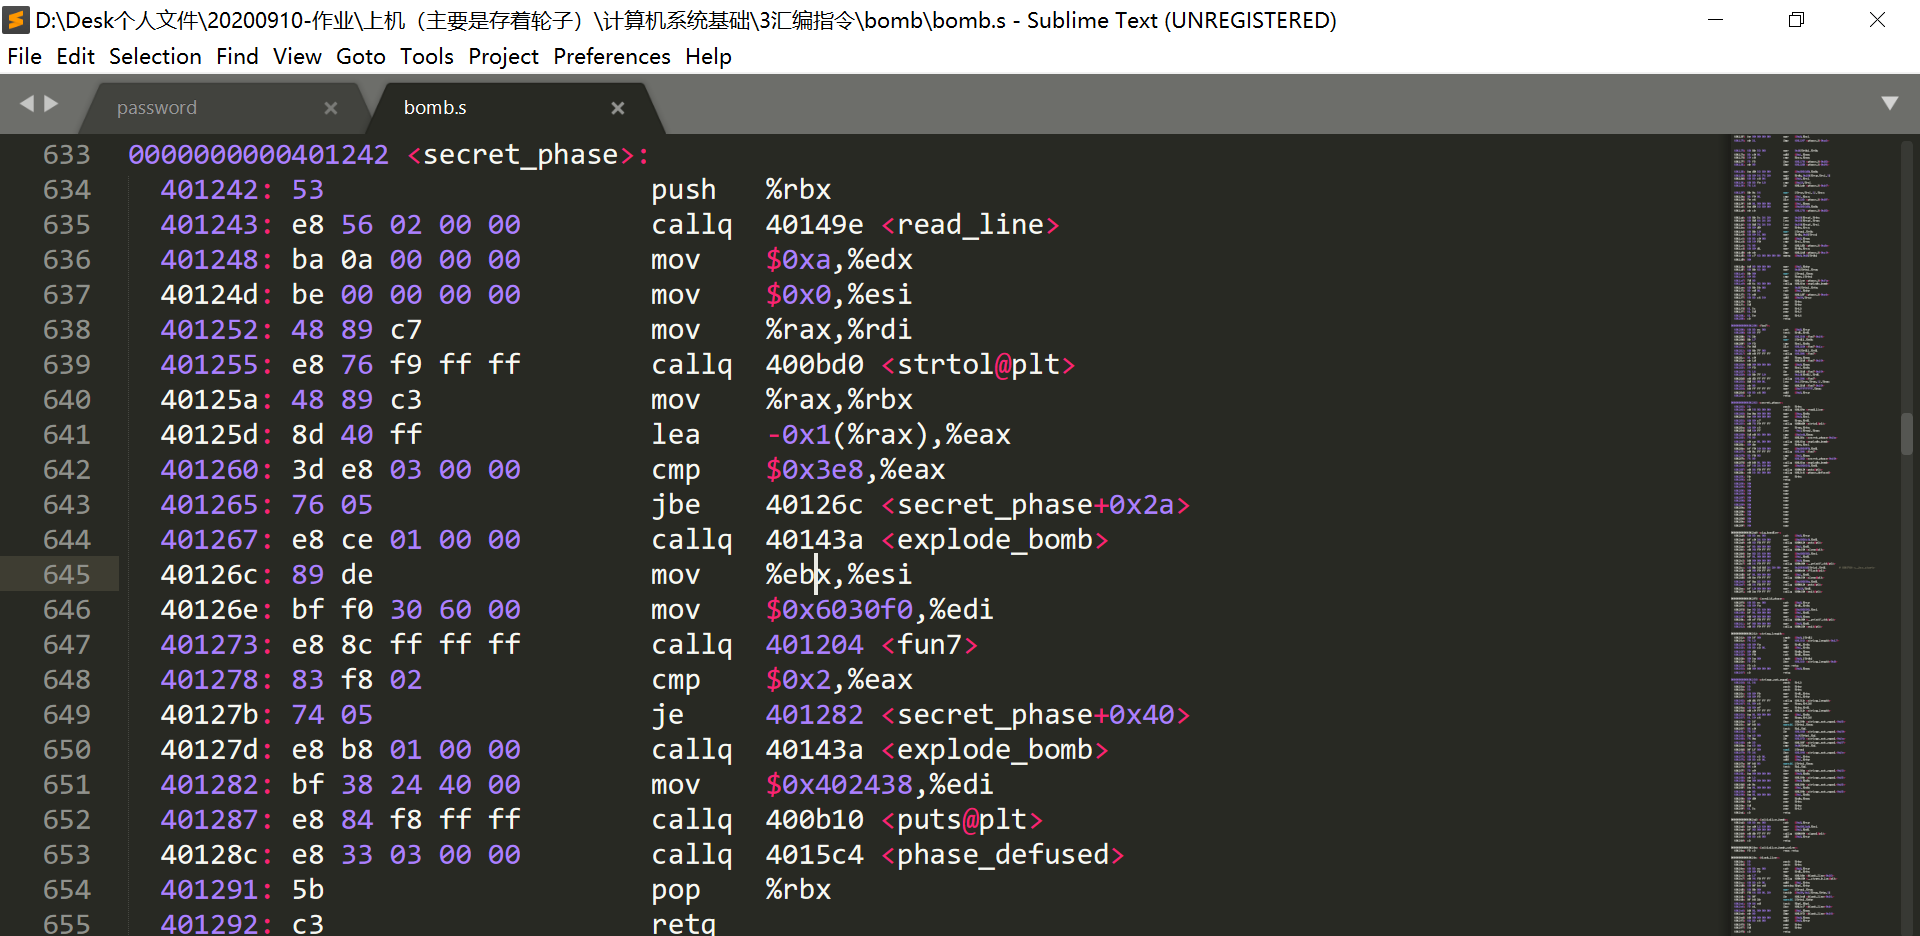 D:\Desk个人文件\20200910-作业\上机（主要是存着轮子）\计算机系统基础\3汇编指令\bomb\bomb.s - Sublime Text (UNREGISTERED)
File Edit Selection Find View Goto Tools Project Preferences Help
password × bomb.s ×
633 0000000000401242 <secret_phase>:
634 401242: 53 push %rbx
635 401243: e8 56 02 00 00 callq 40149e <read_line>
636 401248: ba 0a 00 00 00 mov $0xa,%edx
637 40124d: be 00 00 00 00 mov $0x0,%esi
638 401252: 48 89 c7 mov %rax,%rdi
639 401255: e8 76 f9 ff ff callq 400bd0 <strtol@plt>
640 40125a: 48 89 c3 mov %rax,%rbx
641 40125d: 8d 40 ff lea -0x1(%rax),%eax
642 401260: 3d e8 03 00 00 cmp $0x3e8,%eax
643 401265: 76 05 jbe 40126c <secret_phase+0x2a>
644 401267: e8 ce 01 00 00 callq 40143a <explode_bomb>
645 40126c: 89 de mov %ebx,%esi
646 40126e: bf f0 30 60 00 mov $0x6030f0,%edi
647 401273: e8 8c ff ff ff callq 401204 <fun7>
648 401278: 83 f8 02 cmp $0x2,%eax
649 40127b: 74 05 je 401282 <secret_phase+0x40>
650 40127d: e8 b8 01 00 00 callq 40143a <explode_bomb>
651 401282: bf 38 24 40 00 mov $0x402438,%edi
652 401287: e8 84 f8 ff ff callq 400b10 <puts@plt>
653 40128c: e8 33 03 00 00 callq 4015c4 <phase_defused>
654 401291: 5b pop %rbx
655 401292: c3 retq